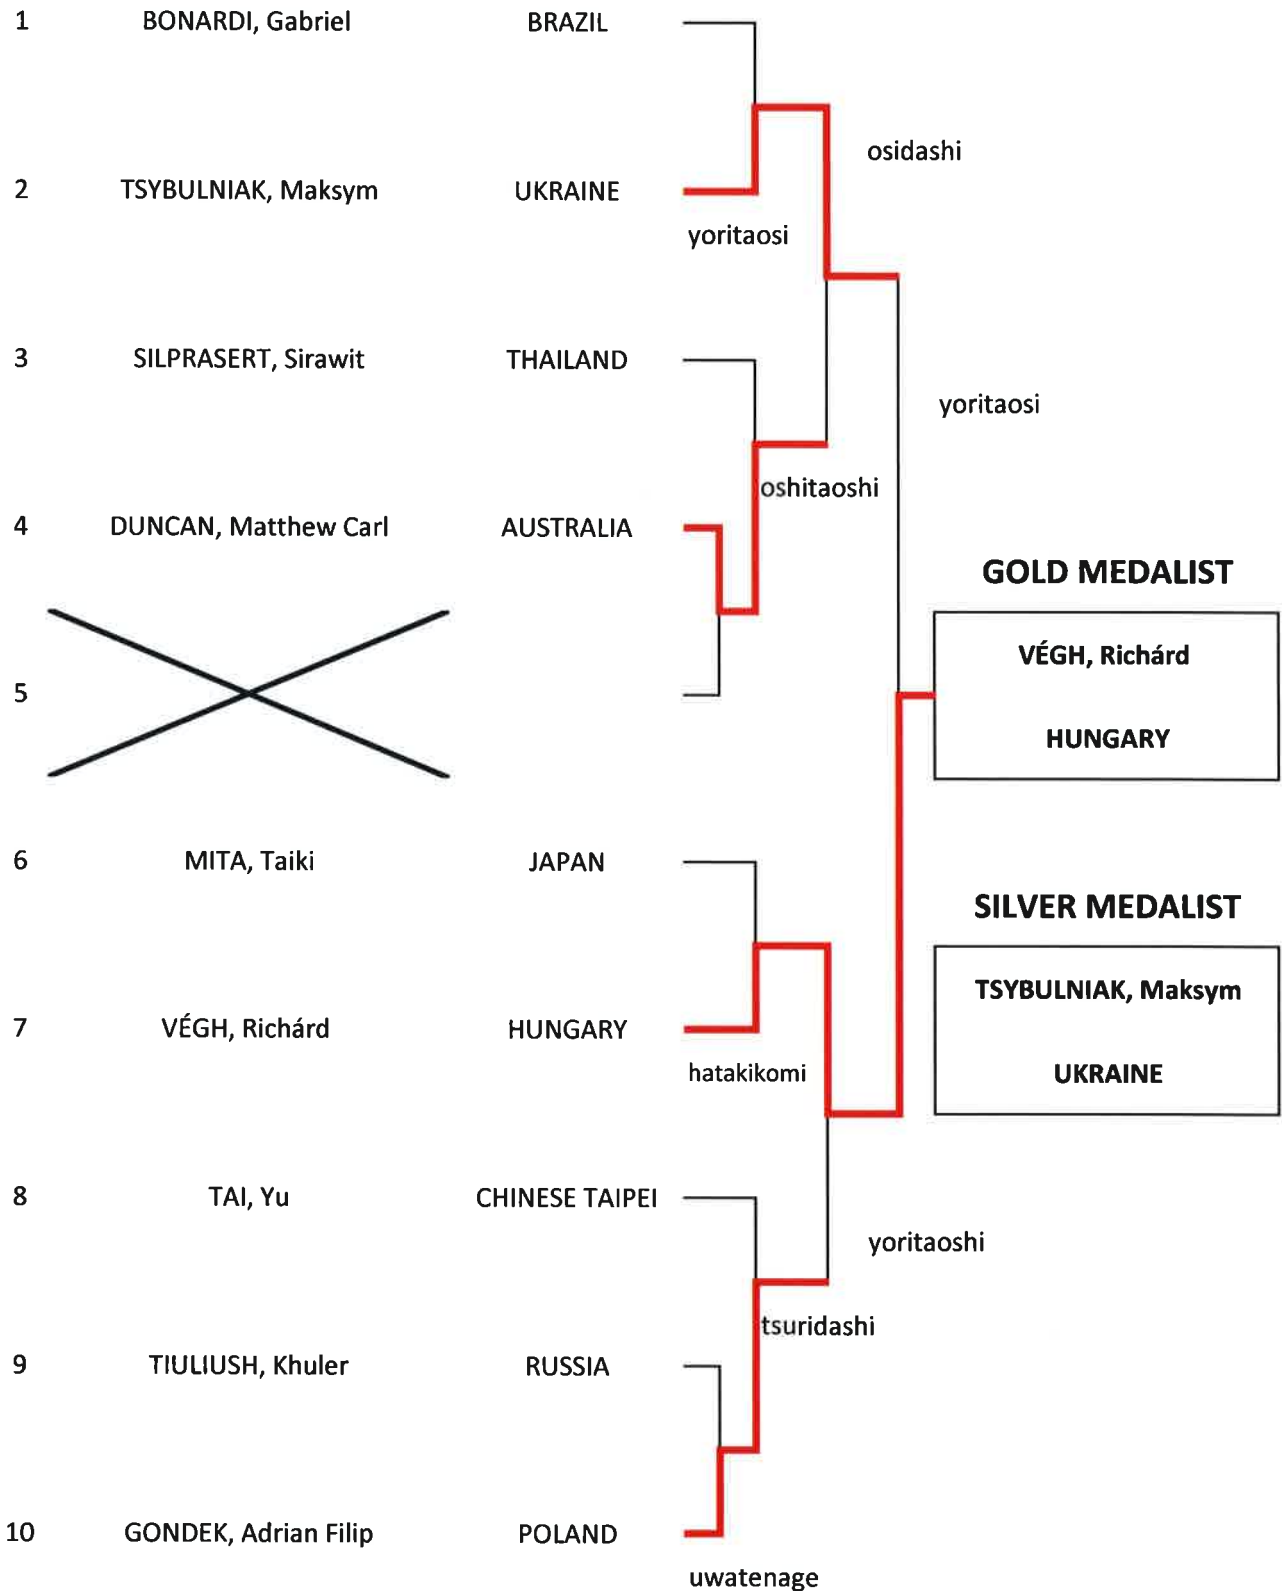 1 BONARDI, Gabriel BRAZIL
osidashi
2 TSYBULNIAK, Maksym UKRAINE
yoritaosi
3 SILPRASERT, Sirawit THAILAND
yoritaosi
oshitaoshi
4 DUNCAN, Matthew Carl AUSTRALIA
GOLD MEDALIST
VÉGH, Richárd
5
HUNGARY
6 MITA, Taiki JAPAN
SILVER MEDALIST
TSYBULNIAK, Maksym
7 VÉGH, Richárd HUNGARY
hatakikomi
UKRAINE
8 TAI, Yu CHINESE TAIPEI
yoritaoshi
tsuridashi
9 TIULIUSH, Khuler RUSSIA
10 GONDEK, Adrian Filip POLAND
uwatenage